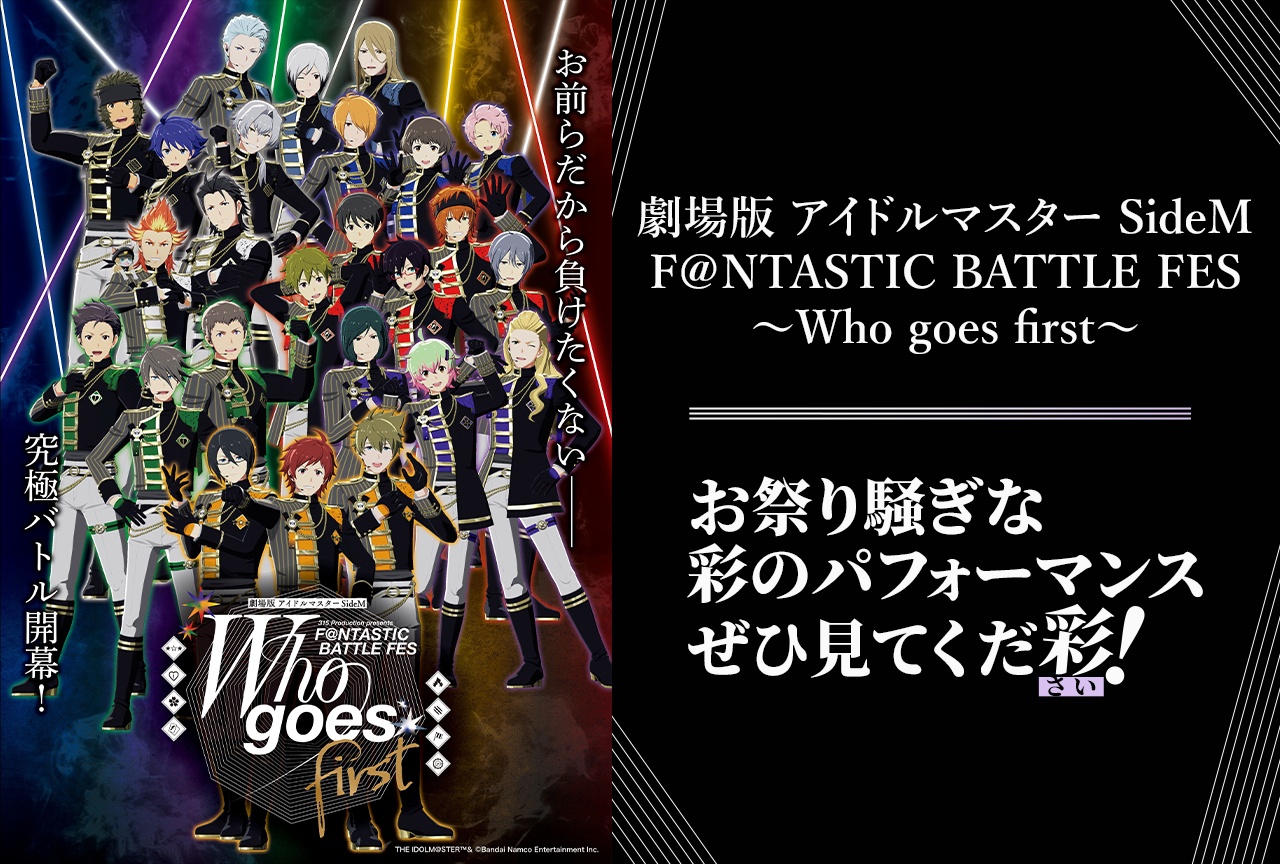 お前らだから負けたくない——
究極バトル開幕!
劇場版 アイドルマスター SideM
315 Production presents
F@NTASTIC
BATTLE FES
Who
goes
first
THE IDOLM@STER™& ©Bandai Namco Entertainment Inc.
劇場版 アイドルマスター SideM
F@NTASTIC BATTLE FES
～Who goes first～
お祭り騒ぎな
彩のパフォーマンス
ぜひ見てくだ彩!
さい